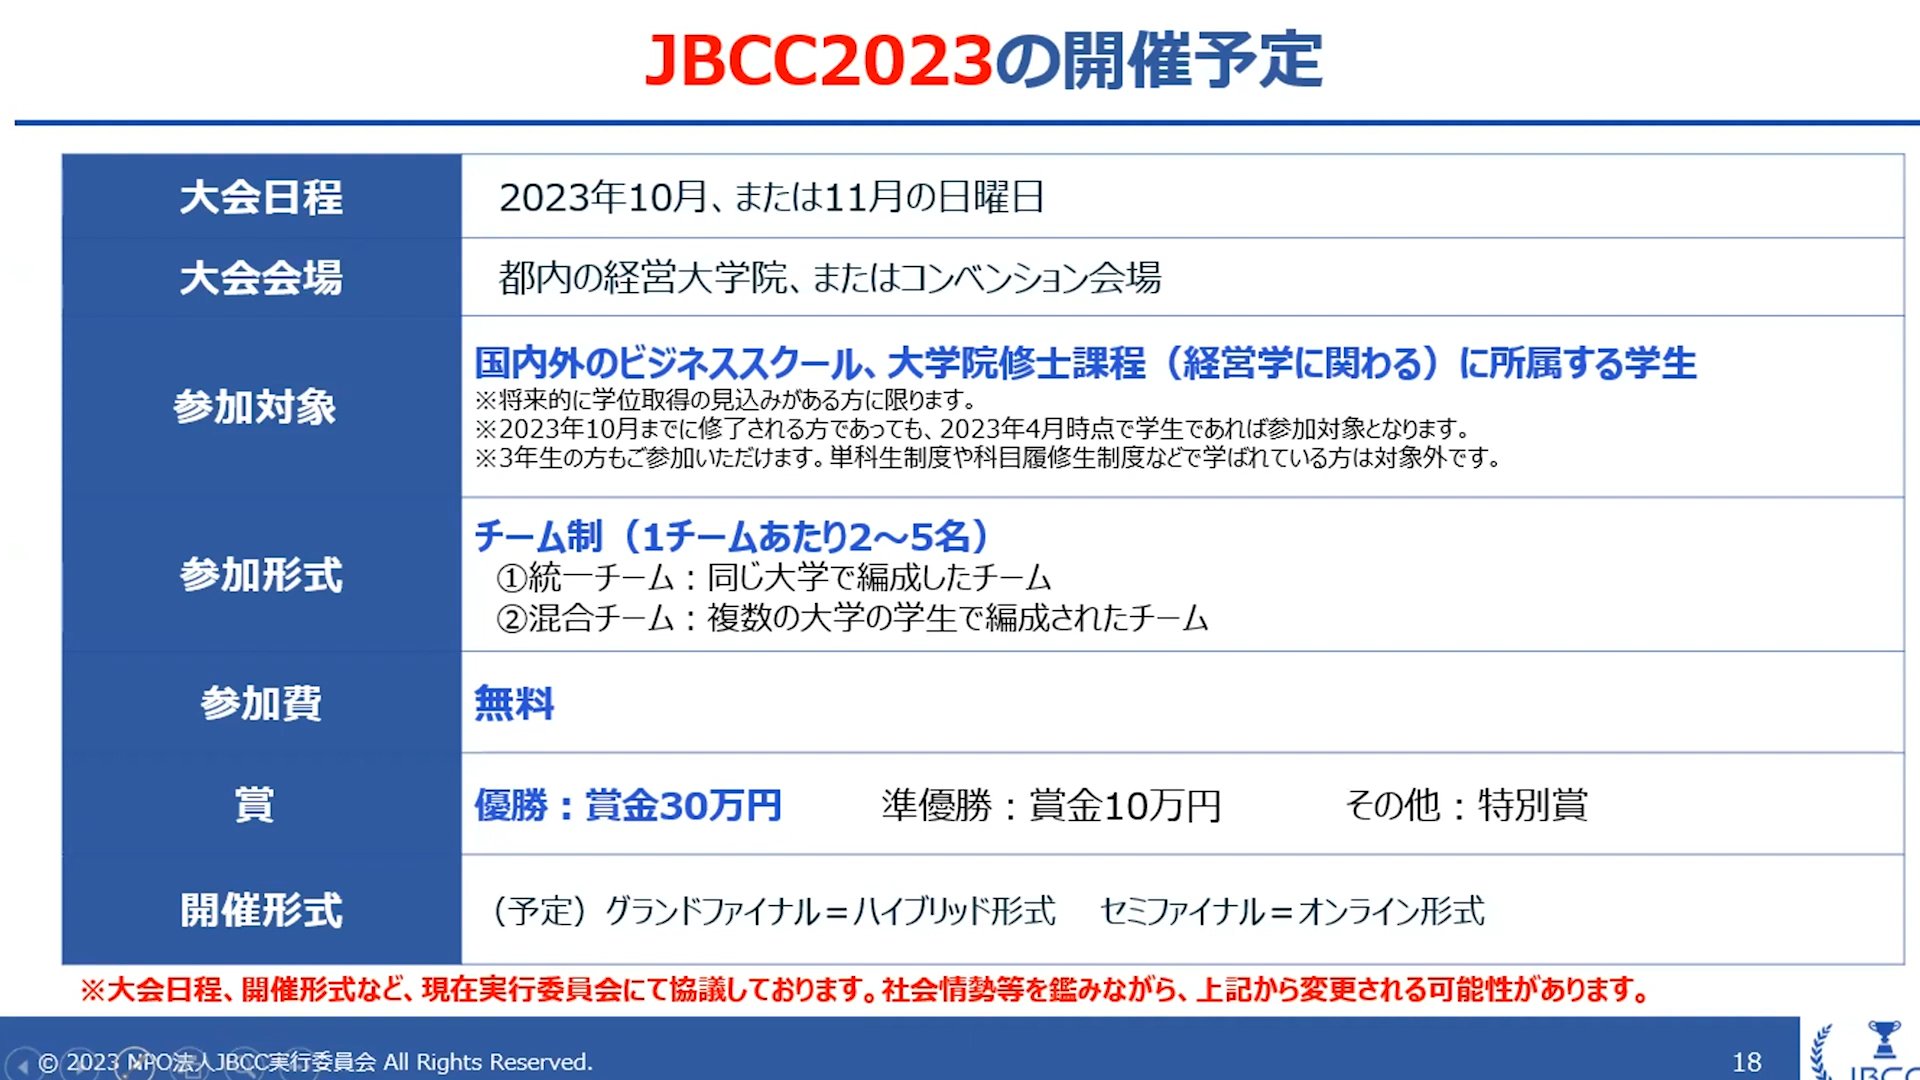 JBCC2023の開催予定
大会日程
2023年10月、または11月の日曜日
大会会場
都内の経営大学院、またはコンベンション会場
参加対象
国内外のビジネススクール、大学院修士課程（経営学に関わる）に所属する学生
※将来的に学位取得の見込みがある方に限ります。
※2023年10月までに修了される方であっても、2023年4月時点で学生であれば参加対象となります。
※3年生の方もご参加いただけます。単科生制度や科目履修生制度などで学ばれている方は対象外です。
参加形式
チーム制（1チームあたり2～5名）
①統一チーム：同じ大学で編成したチーム
②混合チーム：複数の大学の学生で編成されたチーム
参加費
無料
賞
優勝：賞金30万円 準優勝：賞金10万円 その他：特別賞
開催形式
（予定）グランドファイナル＝ハイブリッド形式 セミファイナル＝オンライン形式
※大会日程、開催形式など、現在実行委員会にて協議しております。社会情勢等を鑑みながら、上記から変更される可能性があります。
© 2023 NPO法人JBCC実行委員会 All Rights Reserved.
18
JBCC